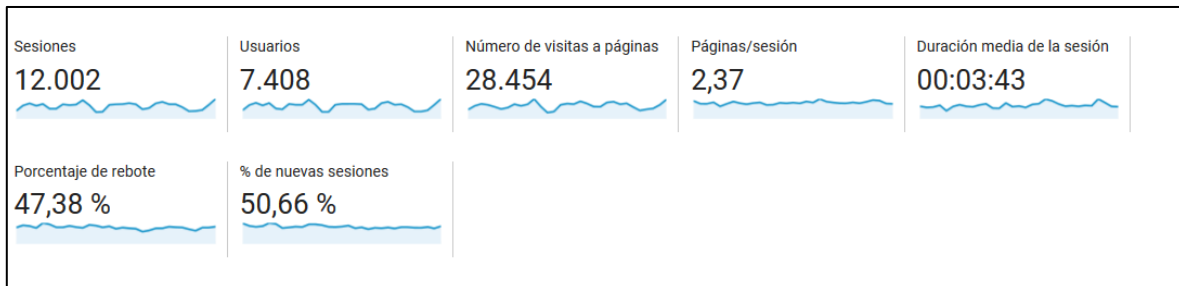 Sesiones
12.002
Usuarios
7.408
Número de visitas a páginas
28.454
Páginas/sesión
2,37
Duración media de la sesión
00:03:43
Porcentaje de rebote
47,38 %
% de nuevas sesiones
50,66 %